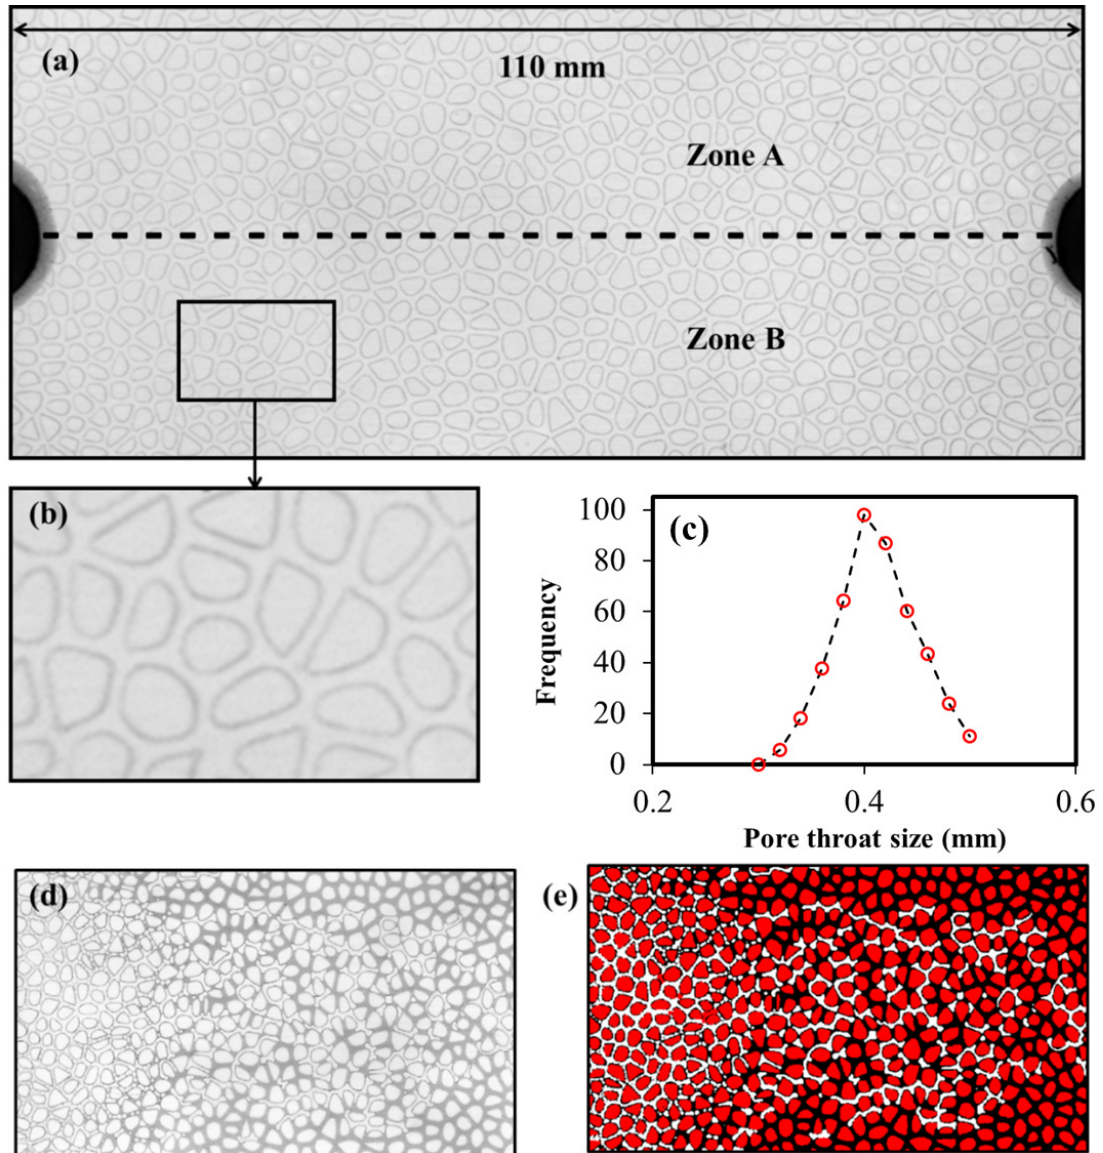 (a)
110 mm
Zone A
Zone B
(b)
(c)
100
80
60
40
20
0
Frequency
0.2 0.4 0.6
Pore throat size (mm)
(d)
(e)